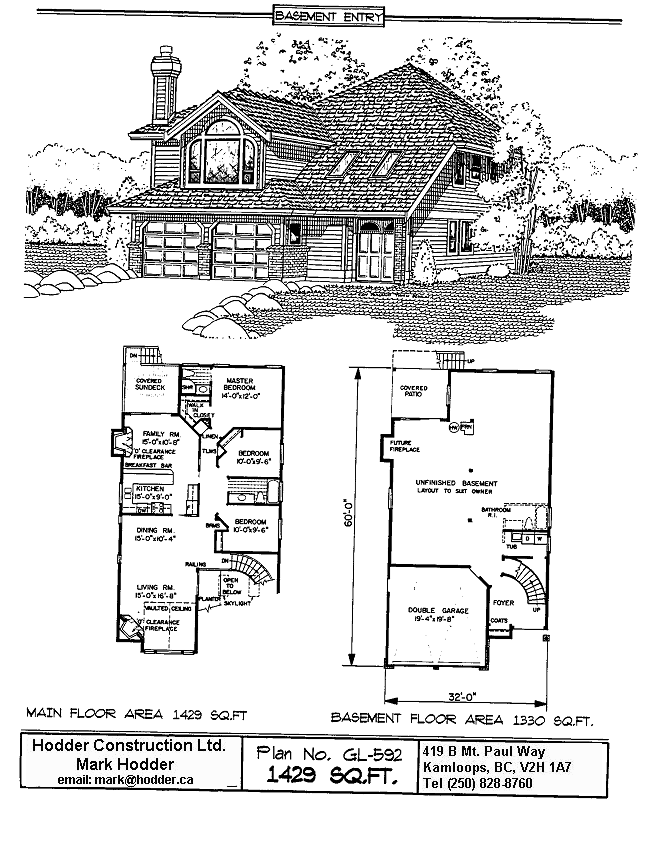 BASEMENT ENTRY
DN
COVERED
SUNDECK
SHR
MASTER
BEDROOM
14'-0"x12'-0"
WALK
IN
CLOSET
LINEN
FAMILY RM.
15'-0"x10'-8"
'0' CLEARANCE
FIREPLACE
TLWS
BEDROOM
10'-0"x9'-6"
BREAKFAST BAR
KITCHEN
15'-0"x9'-0"
DW
BRMS
BEDROOM
10'-0"x9'-6"
DINING RM.
15'-0"x10'-4"
RAILING
DN
LIVING RM.
15'-0"x16'-8"
OPEN
TO
BELOW
PLANTER
SKYLIGHT
VAULTED CEILING
'0' CLEARANCE
FIREPLACE
MAIN FLOOR AREA 1429 SQ.FT
UP
COVERED
PATIO
HW
FRN
FUTURE
FIREPLACE
UNFINISHED BASEMENT
LAYOUT TO SUIT OWNER
BATHROOM
R.I.
TUB
D
W
60'-0"
DOUBLE GARAGE
19'-4"x19'-8"
FOYER
UP
COATS
32'-0"
BASEMENT FLOOR AREA 1330 SQ.FT.
Hodder Construction Ltd.
Mark Hodder
email: mark@hodder.ca
Plan No. GL-592
1429 SQ.FT.
419 B Mt. Paul Way
Kamloops, BC, V2H 1A7
Tel (250) 828-8760